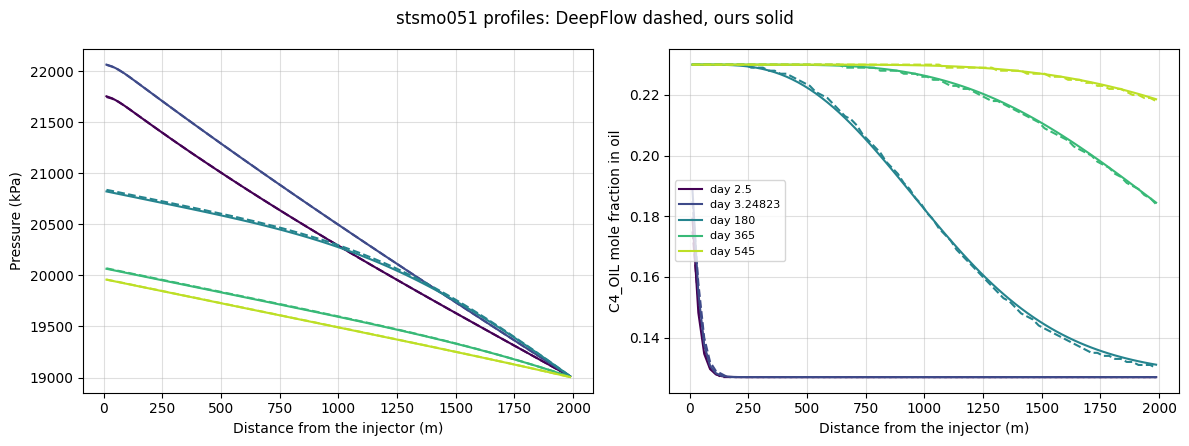 stsmo051 profiles: DeepFlow dashed, ours solid
22000
21500
21000
20500
20000
19500
19000
Pressure (kPa)
0 250 500 750 1000 1250 1500 1750 2000
Distance from the injector (m)
0.22
0.20
0.18
0.16
0.14
C4_OIL mole fraction in oil
day 2.5
day 3.24823
day 180
day 365
day 545
0 250 500 750 1000 1250 1500 1750 2000
Distance from the injector (m)